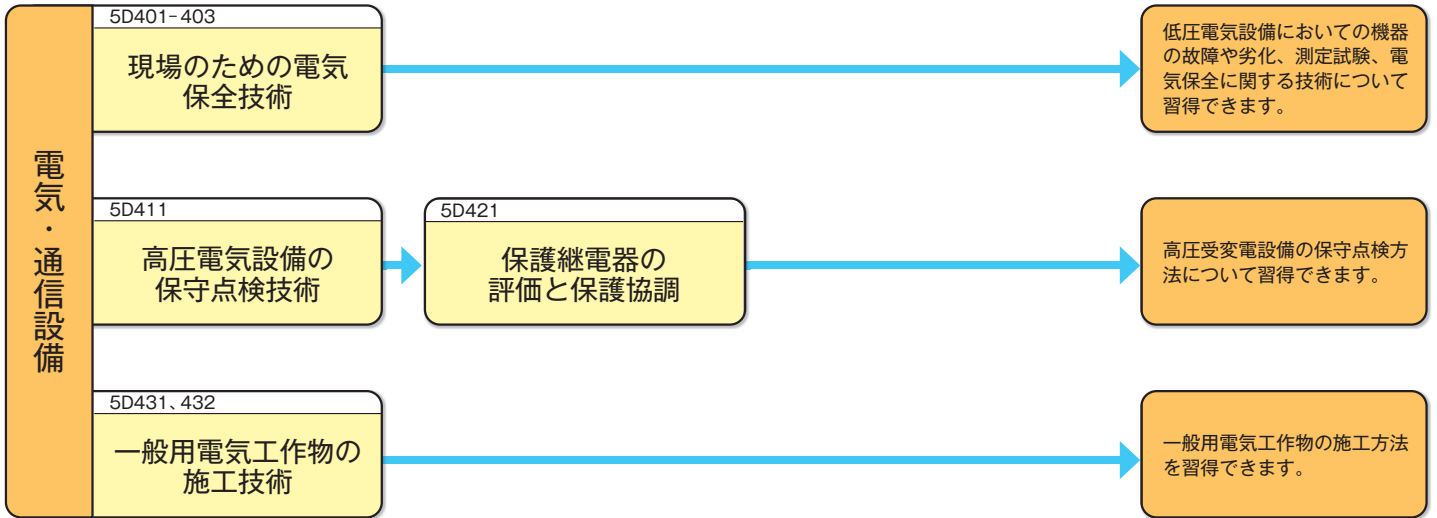 電気・通信設備
5D401-403
現場のための電気
保全技術
低圧電気設備においての機器
の故障や劣化、測定試験、電
気保全に関する技術について
習得できます。
5D411
高圧電気設備の
保守点検技術
5D421
保護継電器の
評価と保護協調
高圧受変電設備の保守点検方
法について習得できます。
5D431、432
一般用電気工作物の
施工技術
一般用電気工作物の施工方法
を習得できます。